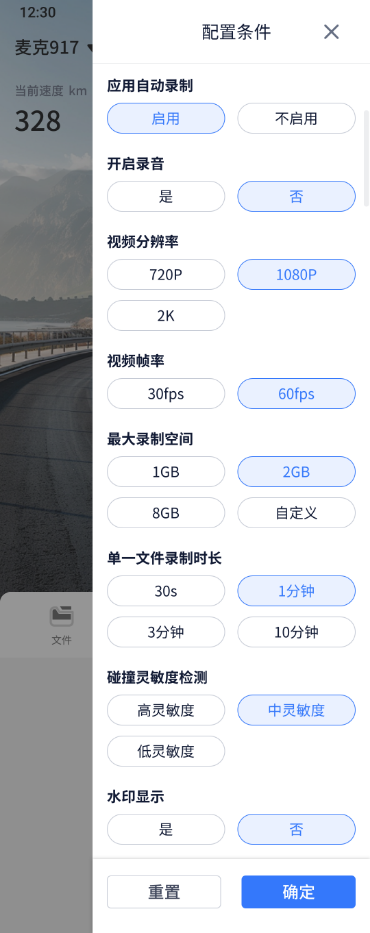 12:30
麦克917
当前速度 km
328
文件
配置条件
应用自动录制
启用
不启用
开启录音
是
否
视频分辨率
720P
1080P
2K
视频帧率
30fps
60fps
最大录制空间
1GB
2GB
8GB
自定义
单一文件录制时长
30s
1分钟
3分钟
10分钟
碰撞灵敏度检测
高灵敏度
中灵敏度
低灵敏度
水印显示
是
否
重置
确定